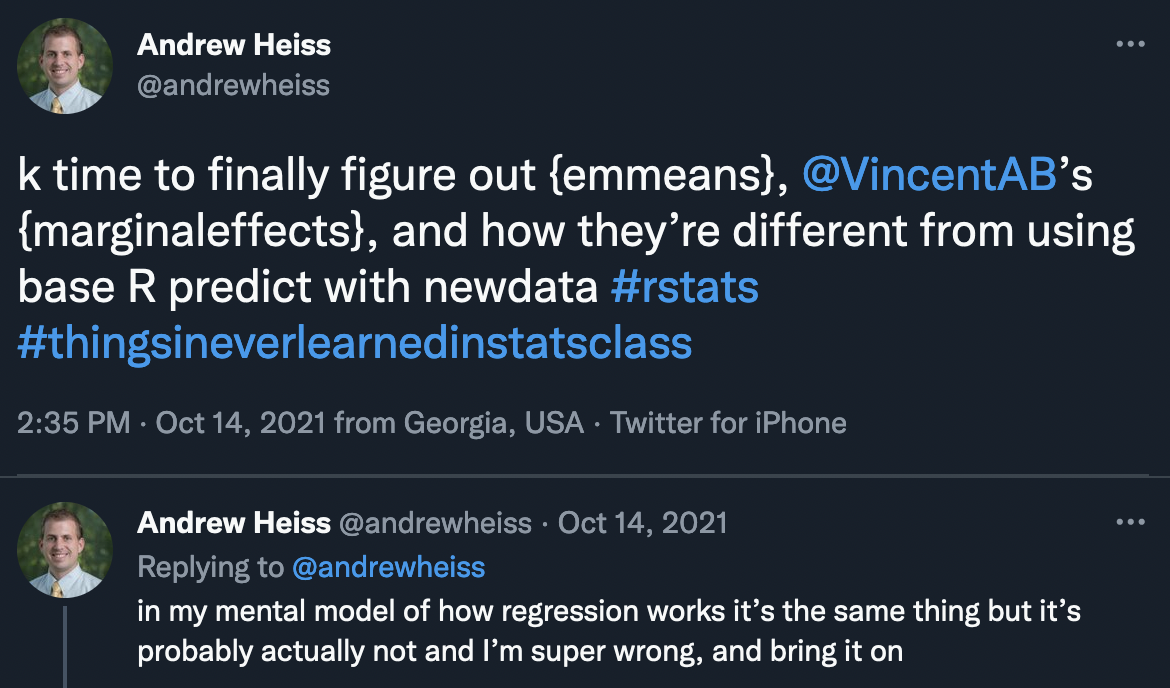 Andrew Heiss
@andrewheiss
k time to finally figure out {emmeans}, @VincentAB’s
{marginaleffects}, and how they’re different from using
base R predict with newdata #rstats
#thingsineverlearnedinstatsclass
2:35 PM · Oct 14, 2021 from Georgia, USA · Twitter for iPhone
Andrew Heiss @andrewheiss · Oct 14, 2021
Replying to @andrewheiss
in my mental model of how regression works it’s the same thing but it’s
probably actually not and I’m super wrong, and bring it on